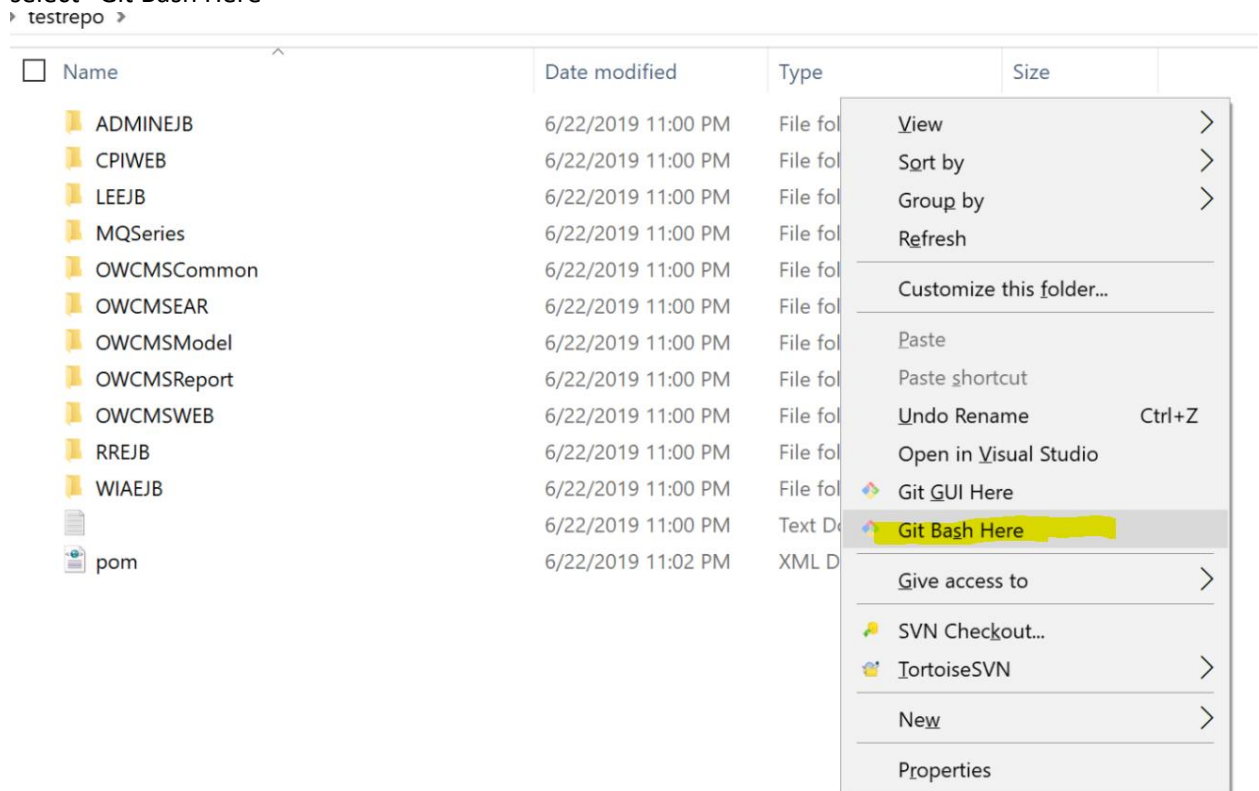 select "Git Bash Here"
testrepo
Name Date modified Type Size
ADMINEJB 6/22/2019 11:00 PM File fol
CPIWEB 6/22/2019 11:00 PM File fol
LEEJB 6/22/2019 11:00 PM File fol
MQSeries 6/22/2019 11:00 PM File fol
OWCMSCommon 6/22/2019 11:00 PM File fol
OWCMSEAR 6/22/2019 11:00 PM File fol
OWCMSModel 6/22/2019 11:00 PM File fol
OWCMSReport 6/22/2019 11:00 PM File fol
OWCMSWEB 6/22/2019 11:00 PM File fol
RREJB 6/22/2019 11:00 PM File fol
WIAEJB 6/22/2019 11:00 PM File fol
6/22/2019 11:00 PM Text Do
pom 6/22/2019 11:02 PM XML D
View
Sort by
Group by
Refresh
Customize this folder...
Paste
Paste shortcut
Undo Rename Ctrl+Z
Open in Visual Studio
Git GUI Here
Git Bash Here
Give access to
SVN Checkout...
TortoiseSVN
New
Properties